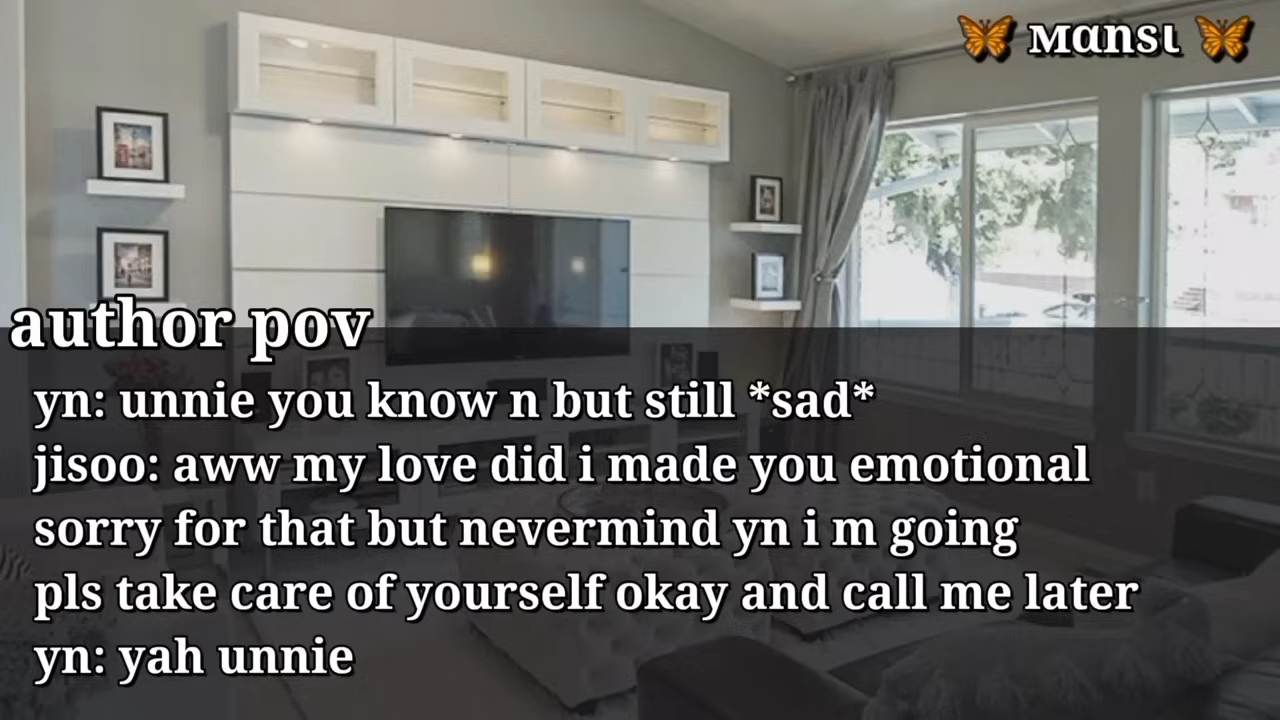 🦋 мαηsι 🦋
author pov
yn: unnie you know n but still *sad*
jisoo: aww my love did i made you emotional
sorry for that but nevermind yn i m going
pls take care of yourself okay and call me later
yn: yah unnie